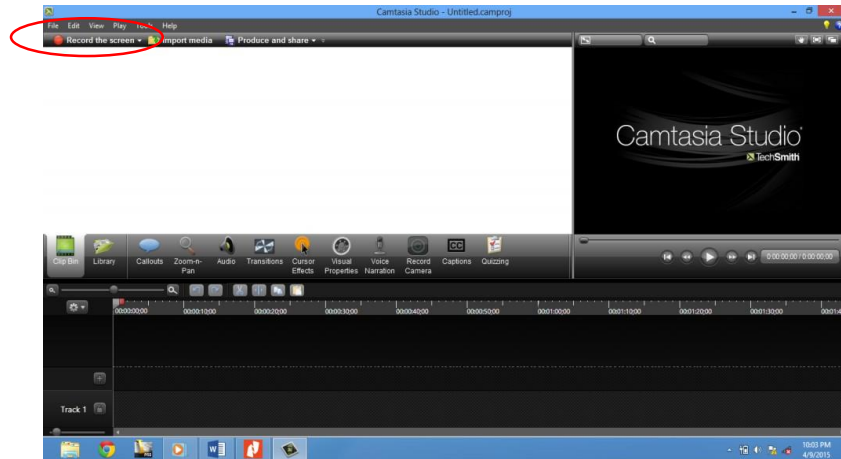 Camtasia Studio - Untitled.camproj
File Edit View Play Tools Help
Record the screen Import media Produce and share
Camtasia Studio
TechSmith
Clip Bin Library Callouts Zoom-n-Pan Audio Transitions Cursor Effects Visual Properties Voice Narration Record Camera Captions Quizzing
0:00:00;00 / 0:00:00;00
00:00:00;00 00:00:10;00 00:00:20;00 00:00:30;00 00:00:40;00 00:00:50;00 00:01:00;00 00:01:10;00 00:01:20;00 00:01:30;00 00:01:4
Track 1
10:03 PM
4/9/2015